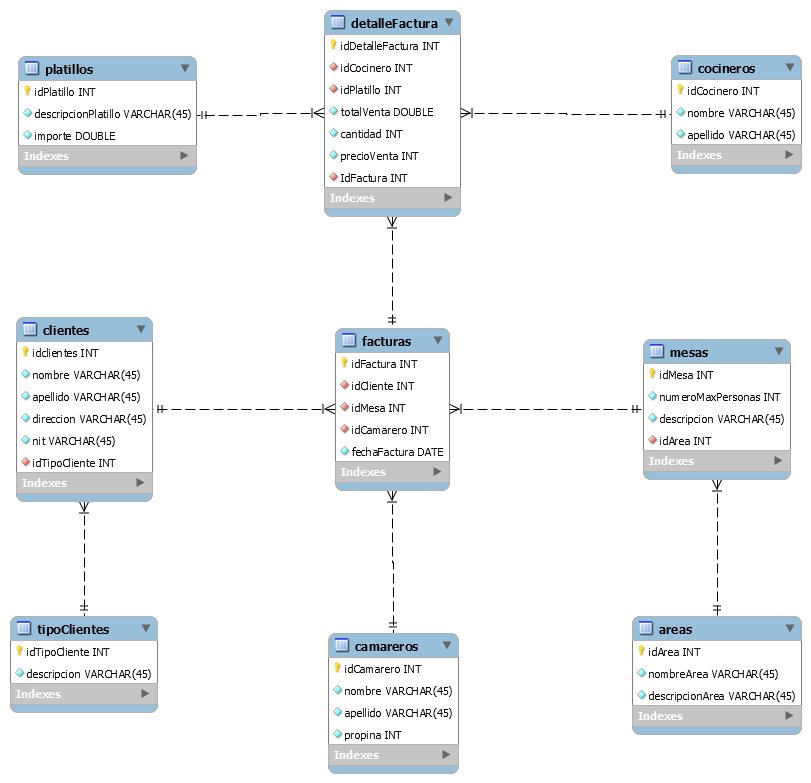 platillos
idPlatillo INT
descripcionPlatillo VARCHAR(45)
importe DOUBLE
Indexes
detalleFactura
idDetalleFactura INT
idCocinero INT
idPlatillo INT
totalVenta DOUBLE
cantidad INT
precioVenta INT
IdFactura INT
Indexes
cocineros
idCocinero INT
nombre VARCHAR(45)
apellido VARCHAR(45)
Indexes
clientes
idclientes INT
nombre VARCHAR(45)
apellido VARCHAR(45)
direccion VARCHAR(45)
nit VARCHAR(45)
idTipoCliente INT
Indexes
facturas
idFactura INT
idCliente INT
idMesa INT
idCamarero INT
fechaFactura DATE
Indexes
mesas
idMesa INT
numeroMaxPersonas INT
descripcion VARCHAR(45)
idArea INT
Indexes
tipoClientes
idTipoCliente INT
descripcion VARCHAR(45)
Indexes
camareros
idCamarero INT
nombre VARCHAR(45)
apellido VARCHAR(45)
propina INT
Indexes
areas
idArea INT
nombreArea VARCHAR(45)
descripcionArea VARCHAR(45)
Indexes